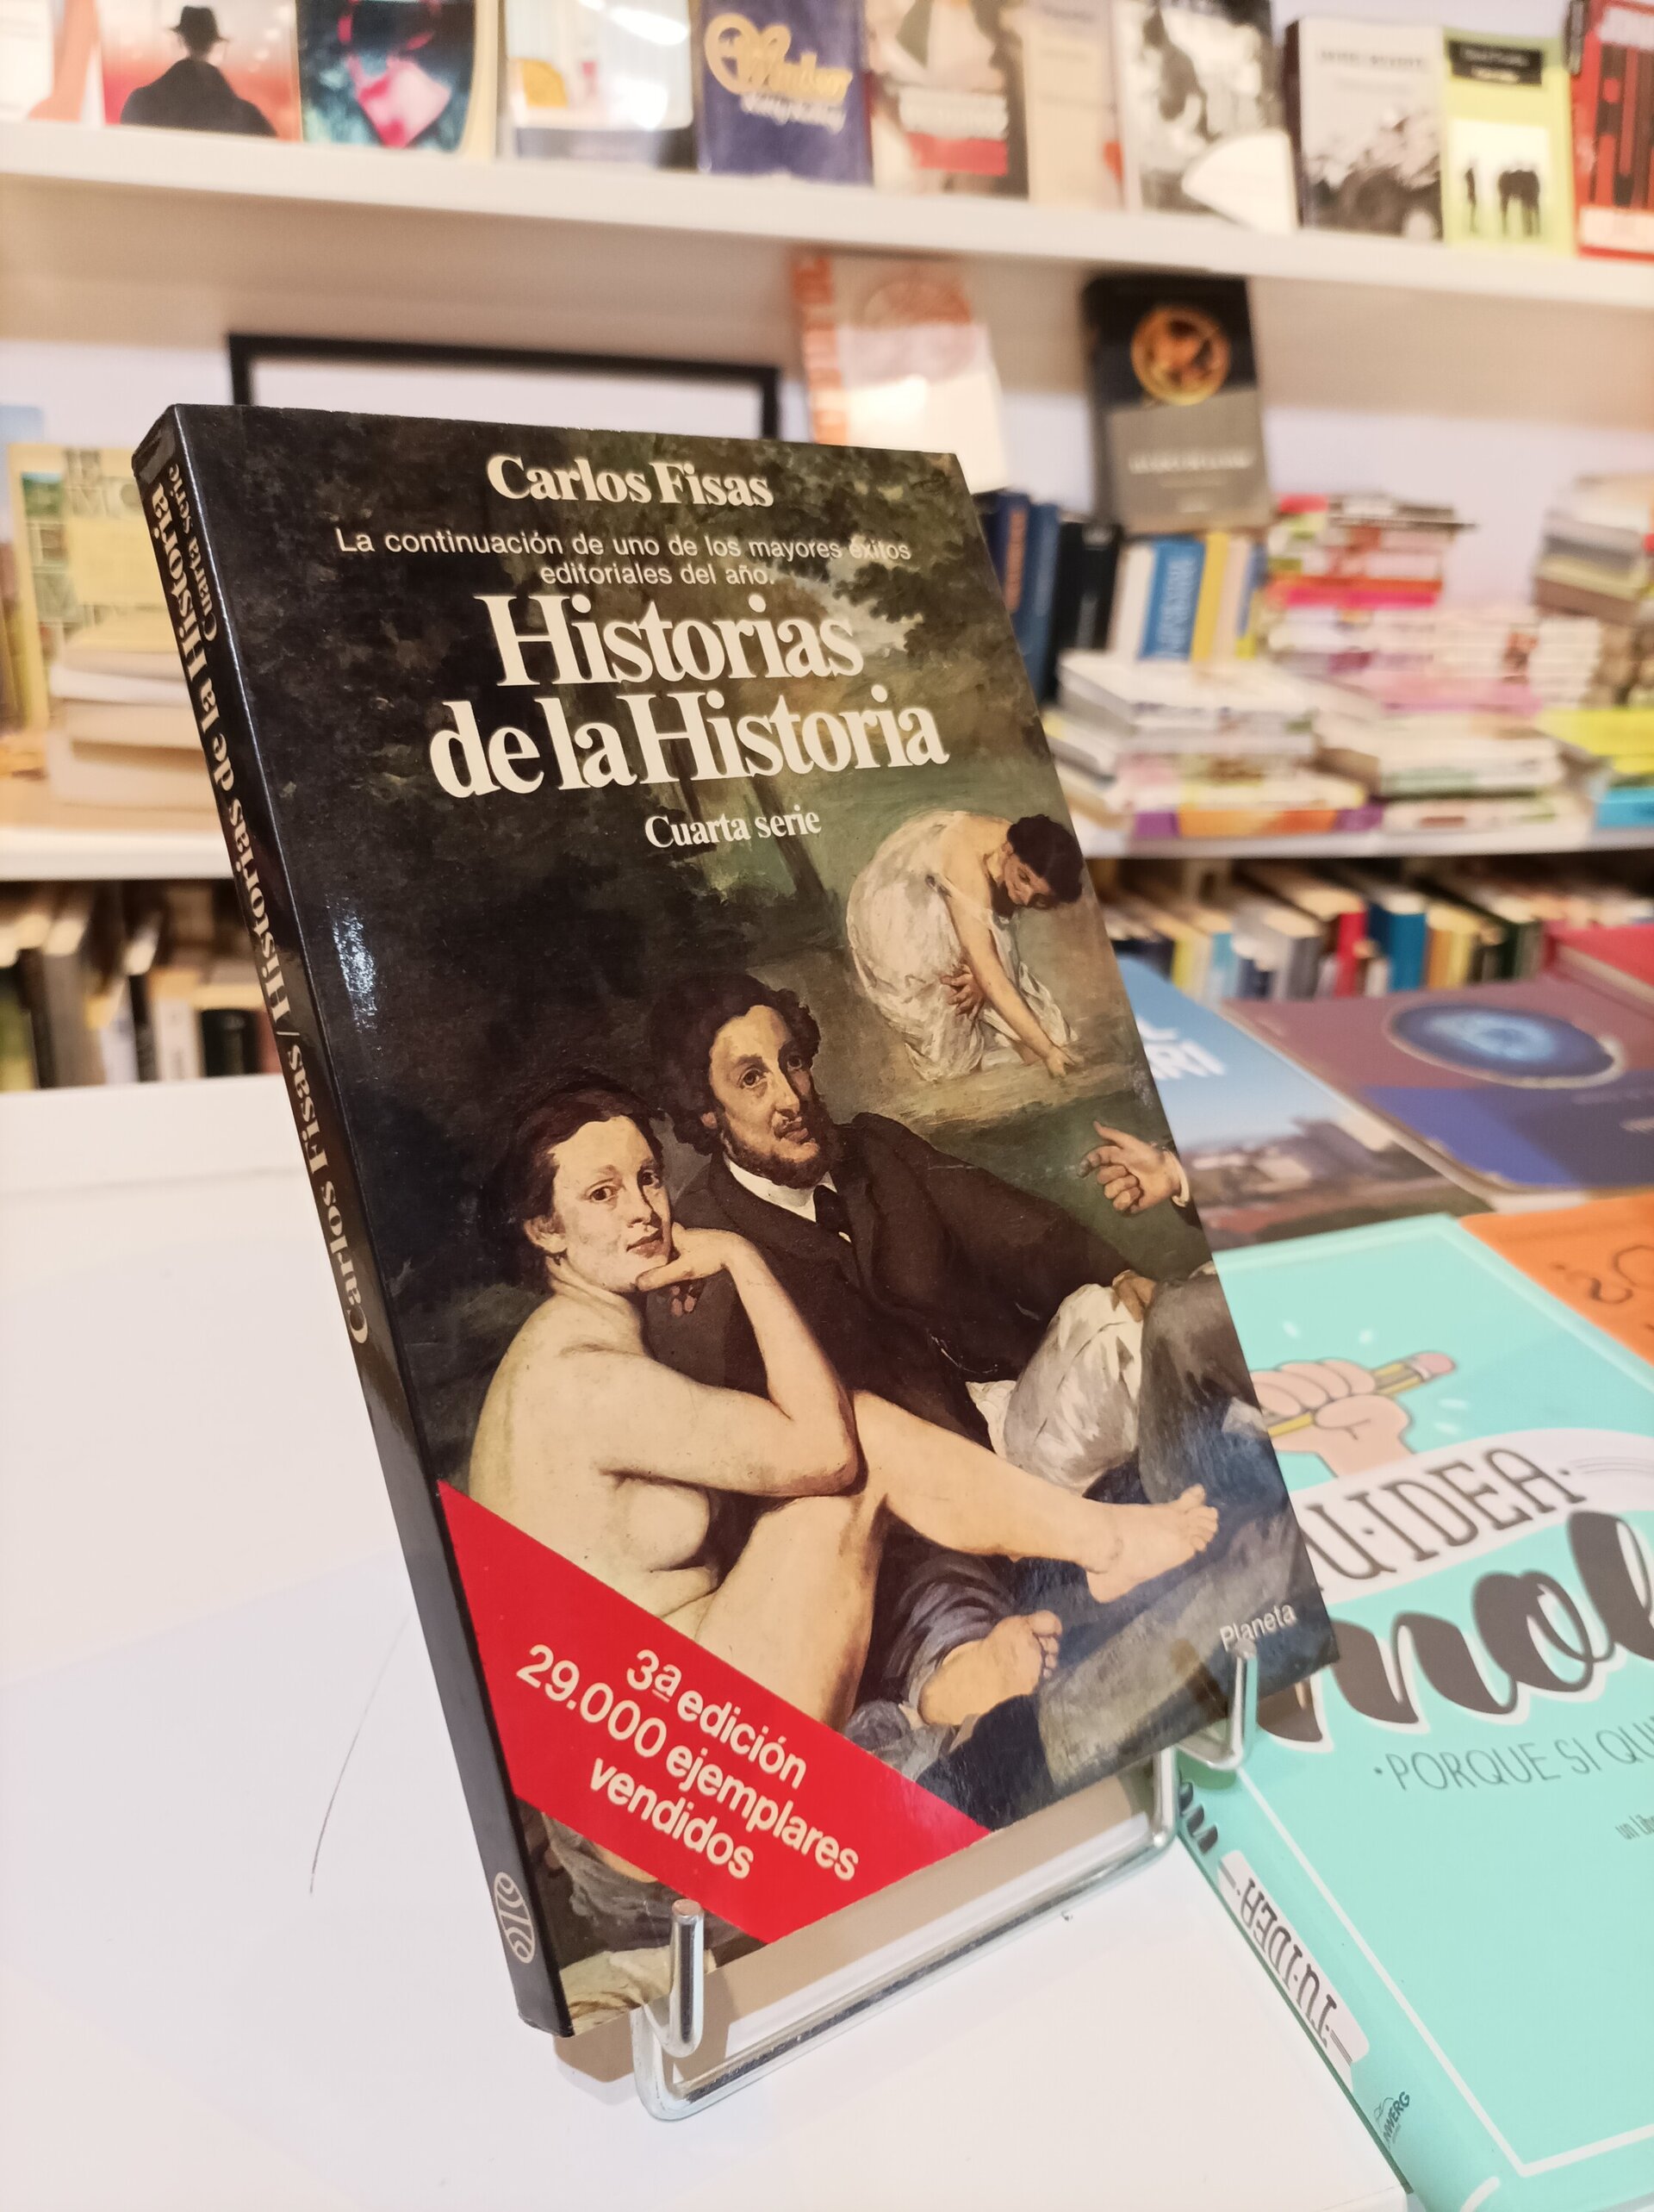 Carlos Fisas
La continuación de uno de los mayores éxitos
editoriales del año.
Historias
de la Historia
Cuarta serie
3ª edición
29.000 ejemplares
vendidos
Planeta
Cuarta serie
Historias de la Historia / Carlos Fisas
Winter
U·IDEA·
mol
·PORQUE SI QU
·TU·IDEA·